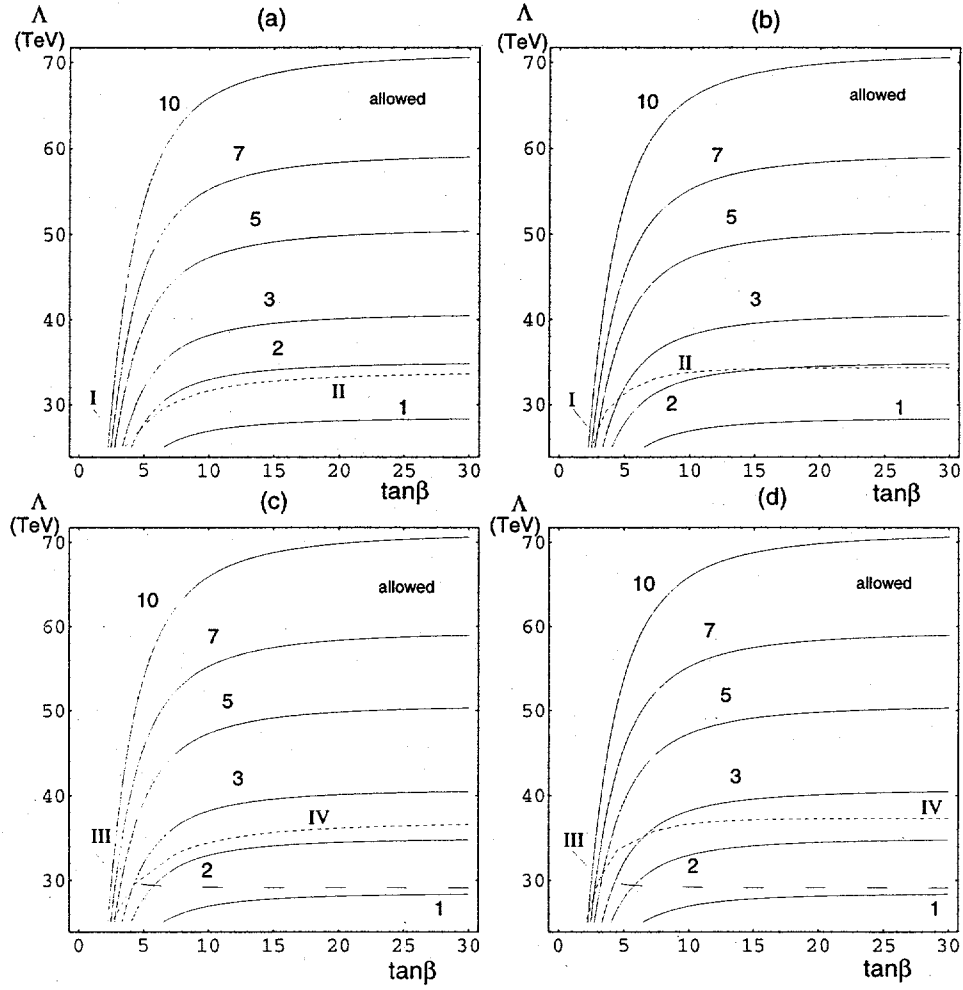 Λ (a) Λ (b)
(TeV) (TeV)
70 70
10 allowed 10 allowed
60 60
7 7
50 5 50 5
40 3 40 3
2 II
30 I II 30 I 2
1 1
0 5 10 15 20 25 30 0 5 10 15 20 25 30
tanβ tanβ
Λ (c) Λ (d)
(TeV) (TeV)
70 70
10 allowed 10 allowed
60 60
7 7
50 5 50 5
40 3 40 3
III IV III IV
30 2 30 2
1 1
0 5 10 15 20 25 30 0 5 10 15 20 25 30
tanβ tanβ